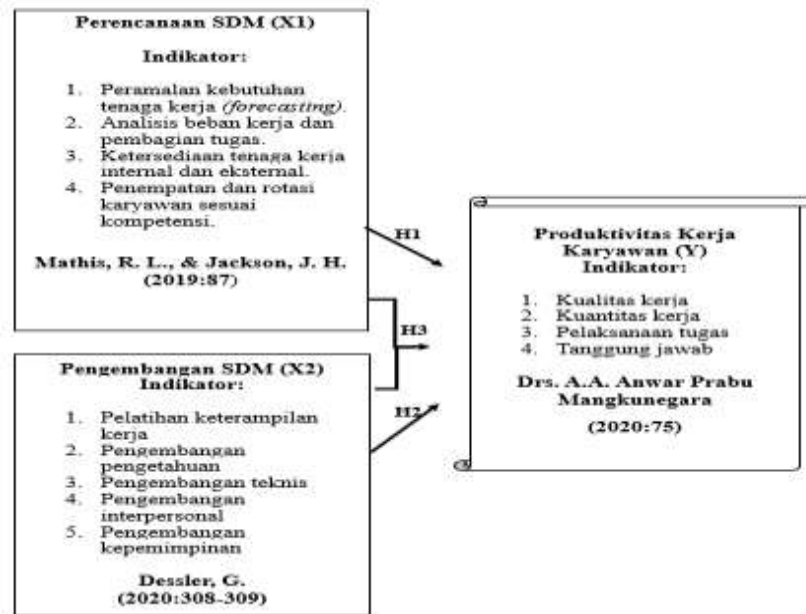 Perencanaan SDM (X1)
Indikator:
1. Peramalan kebutuhan
tenaga kerja (forecasting).
2. Analisis beban kerja dan
pembagian tugas.
3. Ketersediaan tenaga kerja
internal dan eksternal.
4. Penempatan dan rotasi
karyawan sesuai
kompetensi.
Mathis, R. L., & Jackson, J. H.
(2019:87)
Pengembangan SDM (X2)
Indikator:
1. Pelatihan keterampilan
kerja
2. Pengembangan
pengetahuan
3. Pengembangan teknis
4. Pengembangan
interpersonal
5. Pengembangan
kepemimpinan
Dessler, G.
(2020:308-309)
H1
H3
H2
Produktivitas Kerja
Karyawan (Y)
Indikator:
1. Kualitas kerja
2. Kuantitas kerja
3. Pelaksanaan tugas
4. Tanggung jawab
Drs. A.A. Anwar Prabu
Mangkunegara
(2020:75)